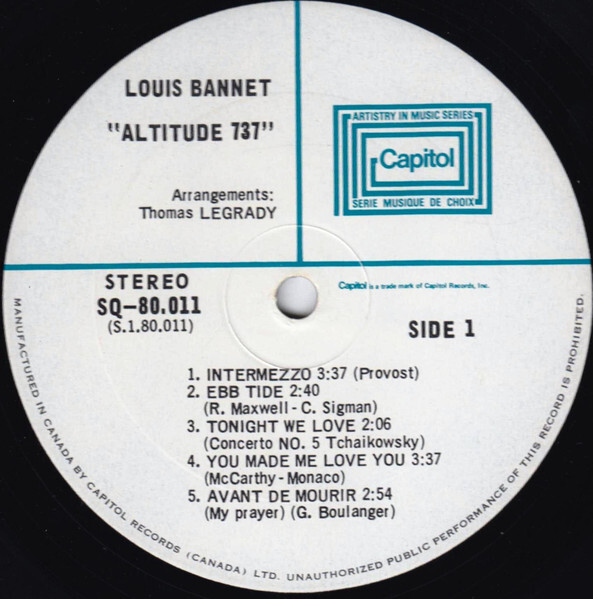 LOUIS BANNET
"ALTITUDE 737"
Arrangements:
Thomas LEGRADY
ARTISTRY IN MUSIC SERIES
Capitol
SERIE MUSIQUE DE CHOIX
STEREO
SQ-80.011
(S.1.80.011)
Capitol is a trade mark of Capitol Records, Inc.
SIDE 1
1. INTERMEZZO 3:37 (Provost)
2. EBB TIDE 2:40
(R. Maxwell - C. Sigman)
3. TONIGHT WE LOVE 2:06
(Concerto NO. 5 Tchaikowsky)
4. YOU MADE ME LOVE YOU 3:37
(McCarthy - Monaco)
5. AVANT DE MOURIR 2:54
(My prayer) (G. Boulanger)
MANUFACTURED IN CANADA BY CAPITOL RECORDS (CANADA) LTD. UNAUTHORIZED PUBLIC PERFORMANCE OF THIS RECORD IS PROHIBITED.